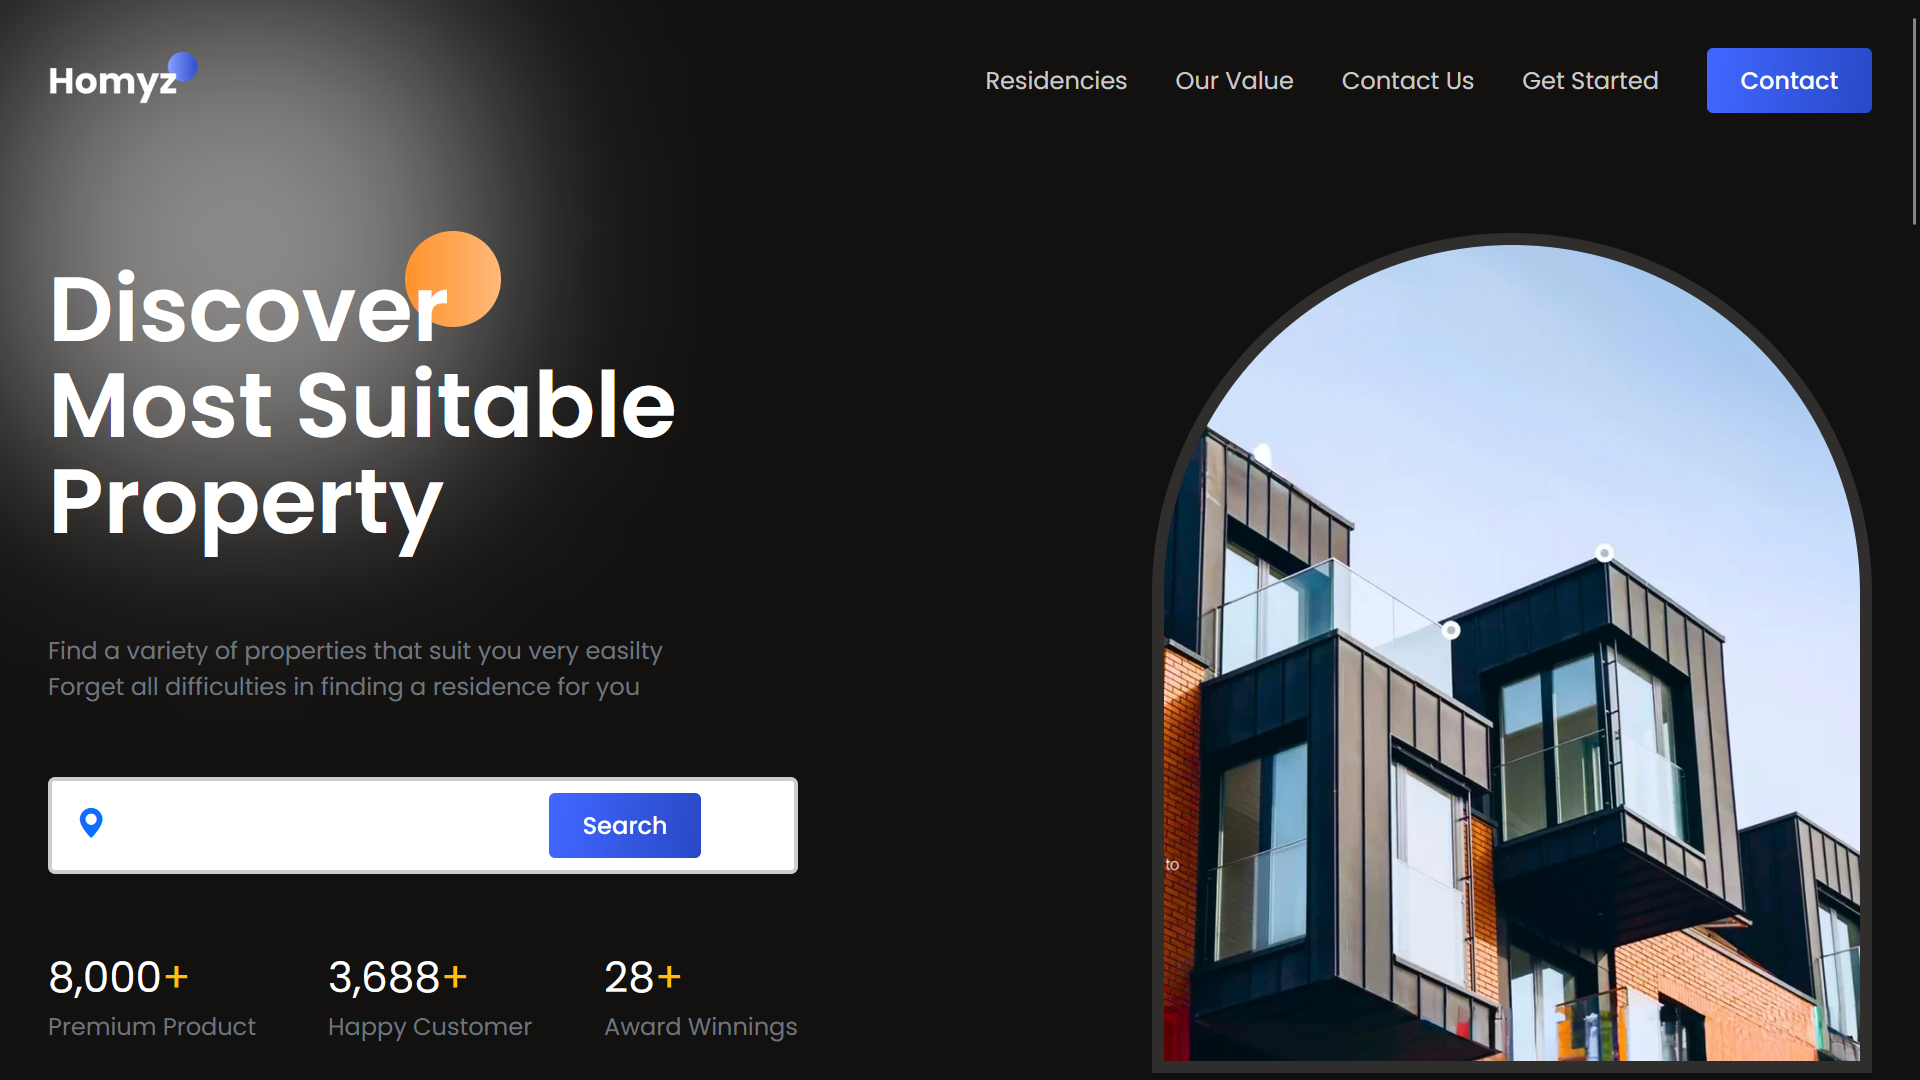 Homyz
Residencies
Our Value
Contact Us
Get Started
Contact
Discover
Most Suitable
Property
Find a variety of properties that suit you very easilty
Forget all difficulties in finding a residence for you
Search
8,000+
3,688+
28+
Premium Product
Happy Customer
Award Winnings
to